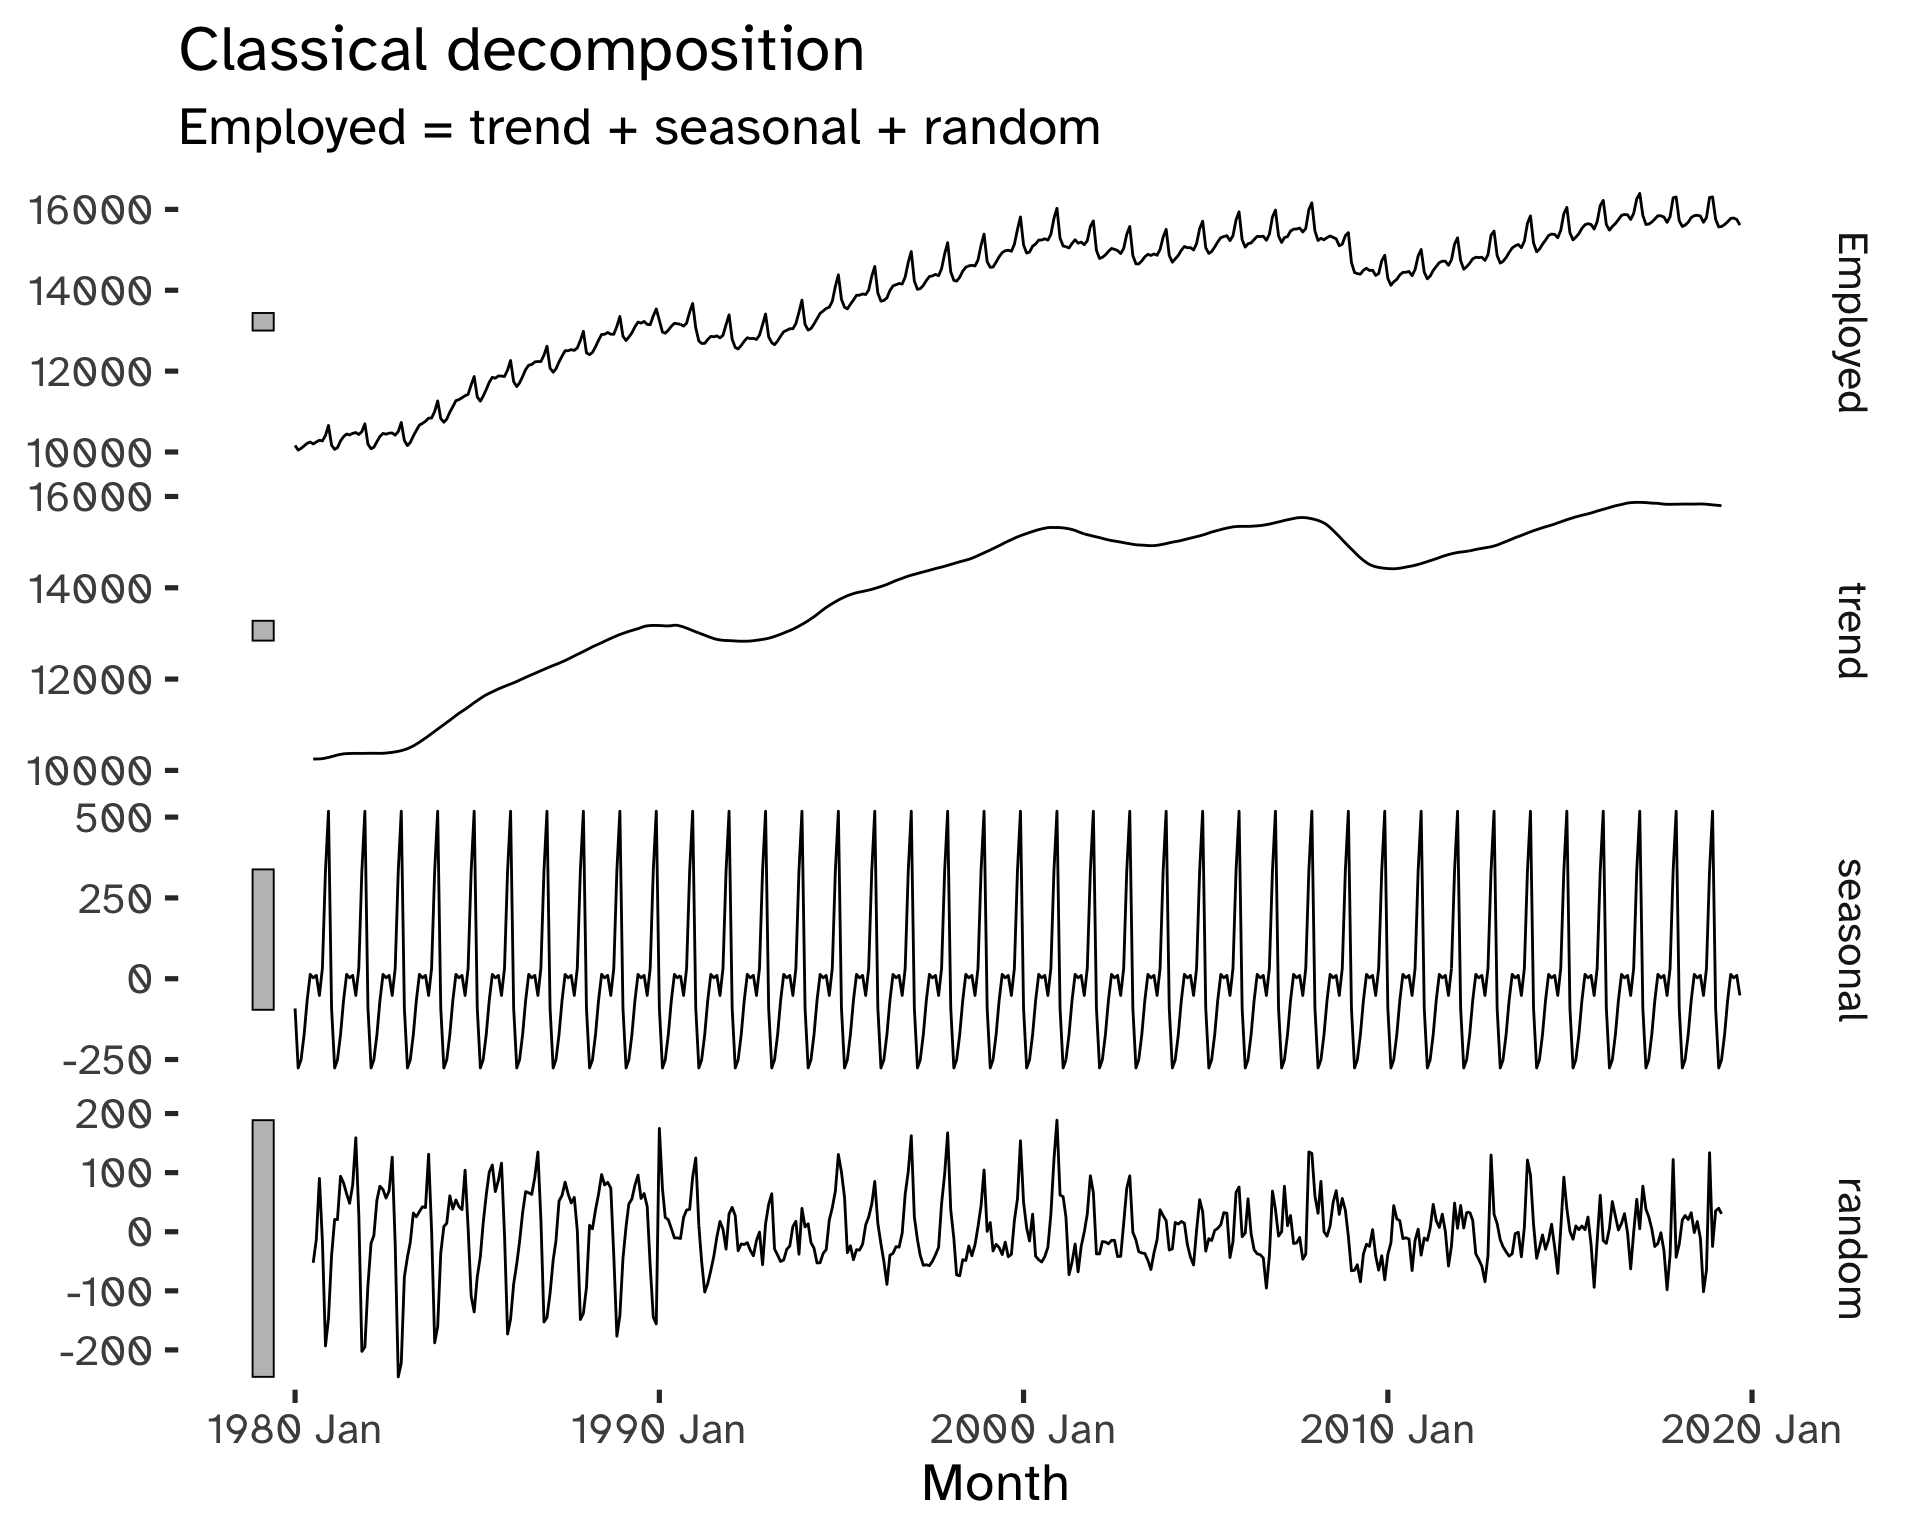 Classical decomposition
Employed = trend + seasonal + random
16000
14000
12000
10000
Employed
16000
14000
12000
10000
trend
500
250
0
-250
seasonal
200
100
0
-100
-200
random
1980 Jan 1990 Jan 2000 Jan 2010 Jan 2020 Jan
Month